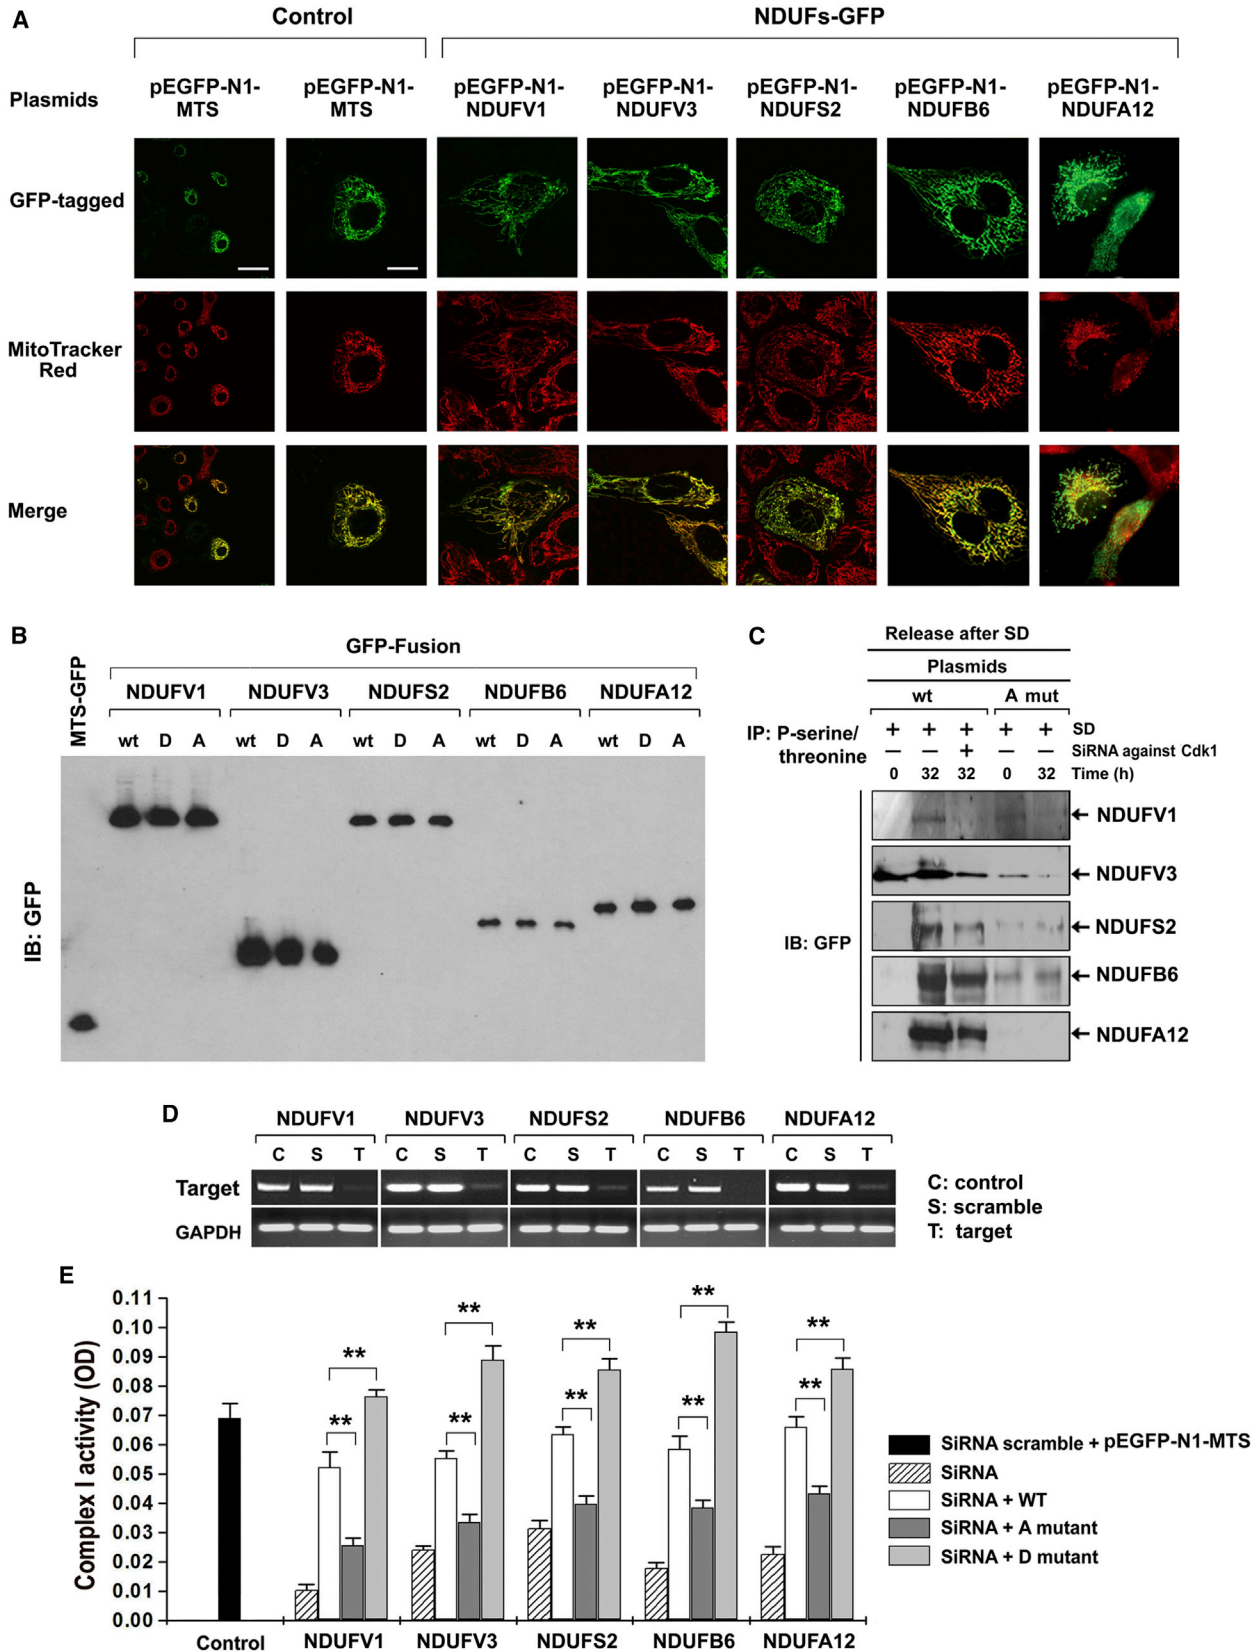 A
Control
NDUFs-GFP
Plasmids
pEGFP-N1-
MTS
pEGFP-N1-
MTS
pEGFP-N1-
NDUFV1
pEGFP-N1-
NDUFV3
pEGFP-N1-
NDUFS2
pEGFP-N1-
NDUFB6
pEGFP-N1-
NDUFA12
GFP-tagged
MitoTracker
Red
Merge
B
MTS-GFP
GFP-Fusion
NDUFV1 NDUFV3 NDUFS2 NDUFB6 NDUFA12
wt D A wt D A wt D A wt D A wt D A
IB: GFP
C
Release after SD
Plasmids
wt A mut
IP: P-serine/
threonine
+ + + + + SD
− − + − − SiRNA against Cdk1
0 32 32 0 32 Time (h)
IB: GFP
NDUFV1
NDUFV3
NDUFS2
NDUFB6
NDUFA12
D
NDUFV1 NDUFV3 NDUFS2 NDUFB6 NDUFA12
C S T C S T C S T C S T C S T
Target
GAPDH
C: control
S: scramble
T: target
E
Complex I activity (OD)
0.11
0.10
0.09
0.08
0.07
0.06
0.05
0.04
0.03
0.02
0.01
0.00
** **
** **
** **
** **
** **
Control NDUFV1 NDUFV3 NDUFS2 NDUFB6 NDUFA12
SiRNA scramble + pEGFP-N1-MTS
SiRNA
SiRNA + WT
SiRNA + A mutant
SiRNA + D mutant